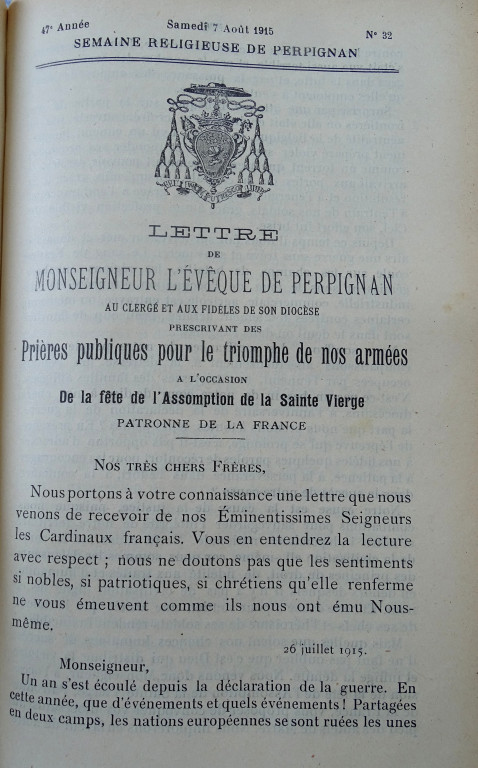 47e Année Samedi 7 Août 1915 No 32
SEMAINE RELIGIEUSE DE PERPIGNAN
LETTRE
DE
MONSEIGNEUR L'ÉVÊQUE DE PERPIGNAN
AU CLERGÉ ET AUX FIDÈLES DE SON DIOCÈSE
PRESCRIVANT DES
Prières publiques pour le triomphe de nos armées
A L'OCCASION
De la fête de l'Assomption de la Sainte Vierge
PATRONNE DE LA FRANCE
NOS TRÈS CHERS FRÈRES,
Nous portons à votre connaissance une lettre que nous
venons de recevoir de nos Éminentissimes Seigneurs
les Cardinaux français. Vous en entendrez la lecture
avec respect ; nous ne doutons pas que les sentiments
si nobles, si patriotiques, si chrétiens qu'elle renferme
ne vous émeuvent comme ils nous ont ému Nous-
même.
26 juillet 1915.
Monseigneur,
Un an s'est écoulé depuis la déclaration de la guerre. En
cette année, que d'événements et quels événements ! Partagées
en deux camps, les nations européennes se sont ruées les unes